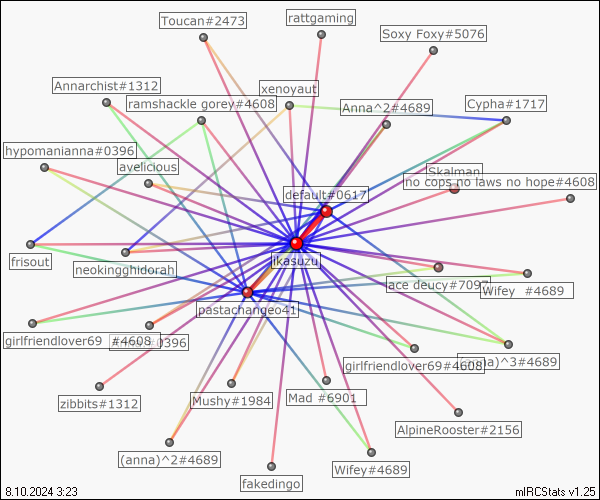 Toucan#2473
rattgaming
Soxy Foxy#5076
Annarchist#1312
xenoyaut
ramshackle gorey#4608
Anna^2#4689
Cypha#1717
hypomanianna#0396
avelicious
Skalman
no cops no laws no hope#4608
default#0617
frisout
neokingghidorah
ikasuzu
ace deucy#7097
Wifey #4689
pastachangeo41
girlfriendlover69 #4608
#0396
girlfriendlover69#4608
)^3#4689
zibbits#1312
Mushy#1984
Mad #6901
AlpineRooster#2156
(anna)^2#4689
Wifey#4689
fakedingo
8.10.2024 3:23
mIRCStats v1.25